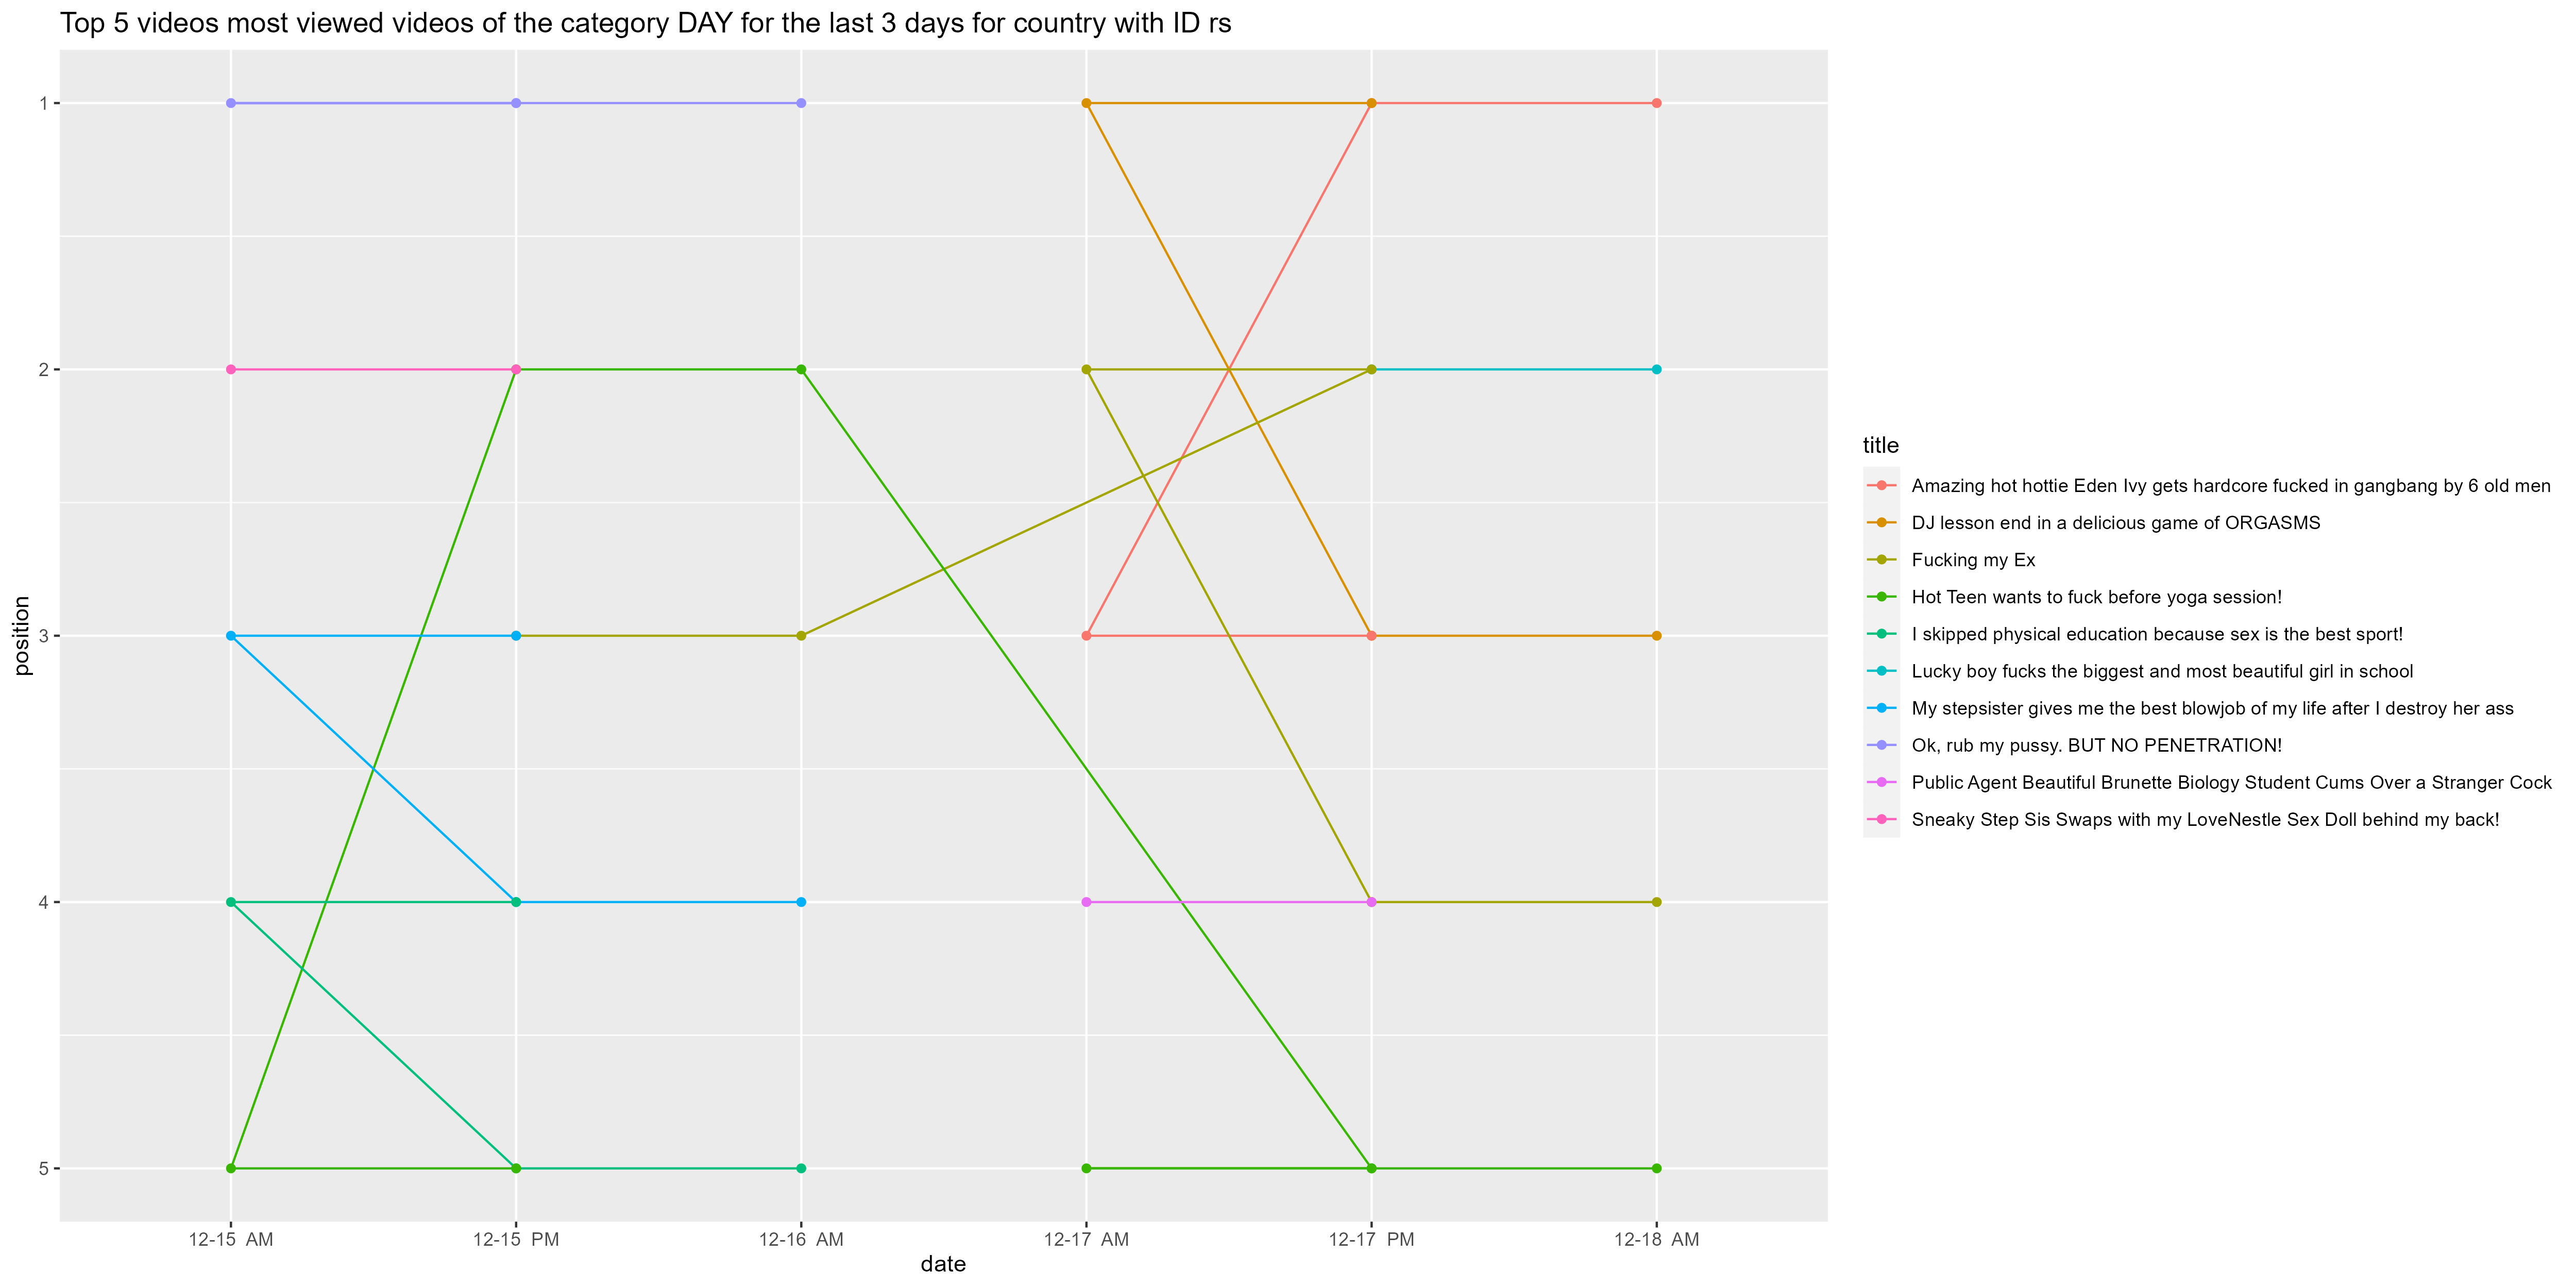 Top 5 videos most viewed videos of the category DAY for the last 3 days for country with ID rs
position
1
2
3
4
5
12-15 AM
12-15 PM
12-16 AM
12-17 AM
12-17 PM
12-18 AM
date
title
Amazing hot hottie Eden Ivy gets hardcore fucked in gangbang by 6 old men
DJ lesson end in a delicious game of ORGASMS
Fucking my Ex
Hot Teen wants to fuck before yoga session!
I skipped physical education because sex is the best sport!
Lucky boy fucks the biggest and most beautiful girl in school
My stepsister gives me the best blowjob of my life after I destroy her ass
Ok, rub my pussy. BUT NO PENETRATION!
Public Agent Beautiful Brunette Biology Student Cums Over a Stranger Cock
Sneaky Step Sis Swaps with my LoveNestle Sex Doll behind my back!